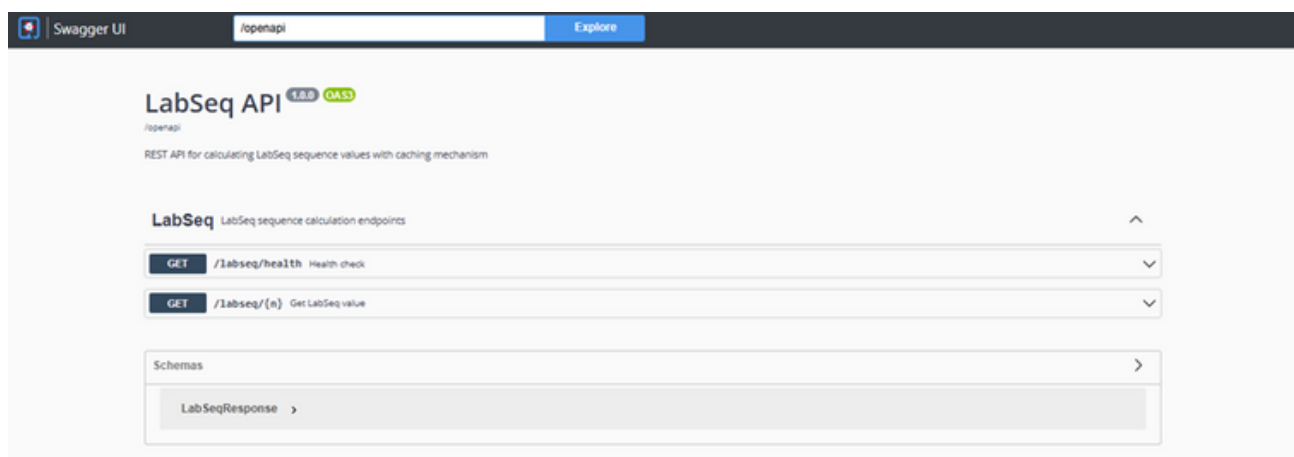 Swagger UI
/openapi
Explore
LabSeq API 1.0.0 OAS3
/openapi
REST API for calculating LabSeq sequence values with caching mechanism
LabSeq LabSeq sequence calculation endpoints
GET /labseq/health Health check
GET /labseq/{n} Get LabSeq value
Schemas
LabSeqResponse